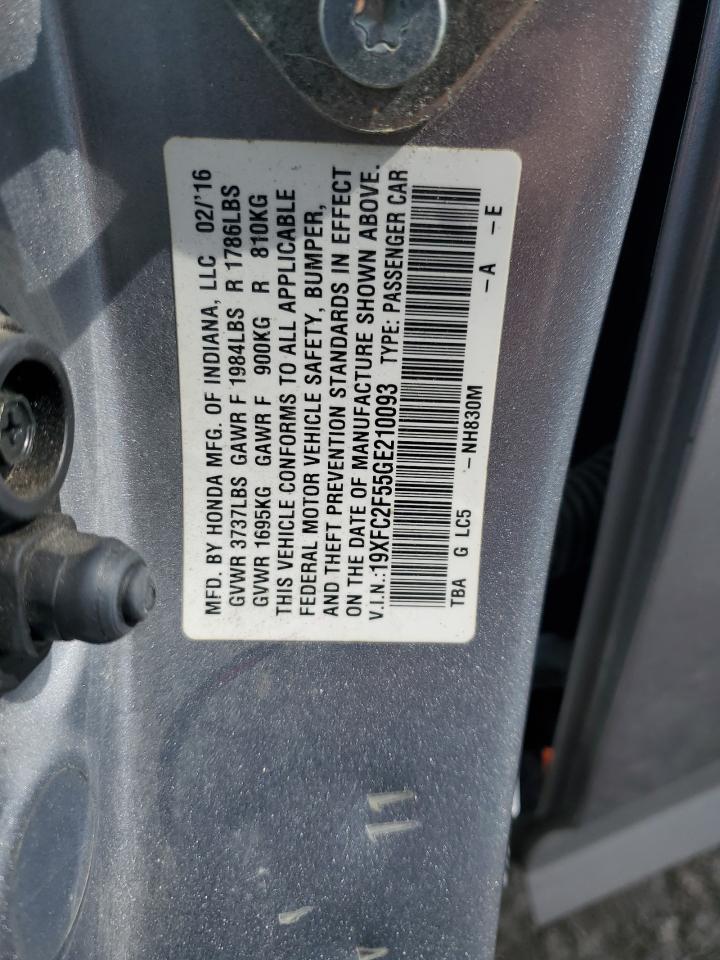 MFD. BY HONDA MFG. OF INDIANA, LLC 02/'16
GVWR 3737LBS GAWR F 1984LBS R 1786LBS
GVWR 1695KG GAWR F 900KG R 810KG
THIS VEHICLE CONFORMS TO ALL APPLICABLE
FEDERAL MOTOR VEHICLE SAFETY, BUMPER,
AND THEFT PREVENTION STANDARDS IN EFFECT
ON THE DATE OF MANUFACTURE SHOWN ABOVE.
V.I.N.:19XFC2F55GE210093 TYPE: PASSENGER CAR
TBA G LC5 -NH830M -A -E
11